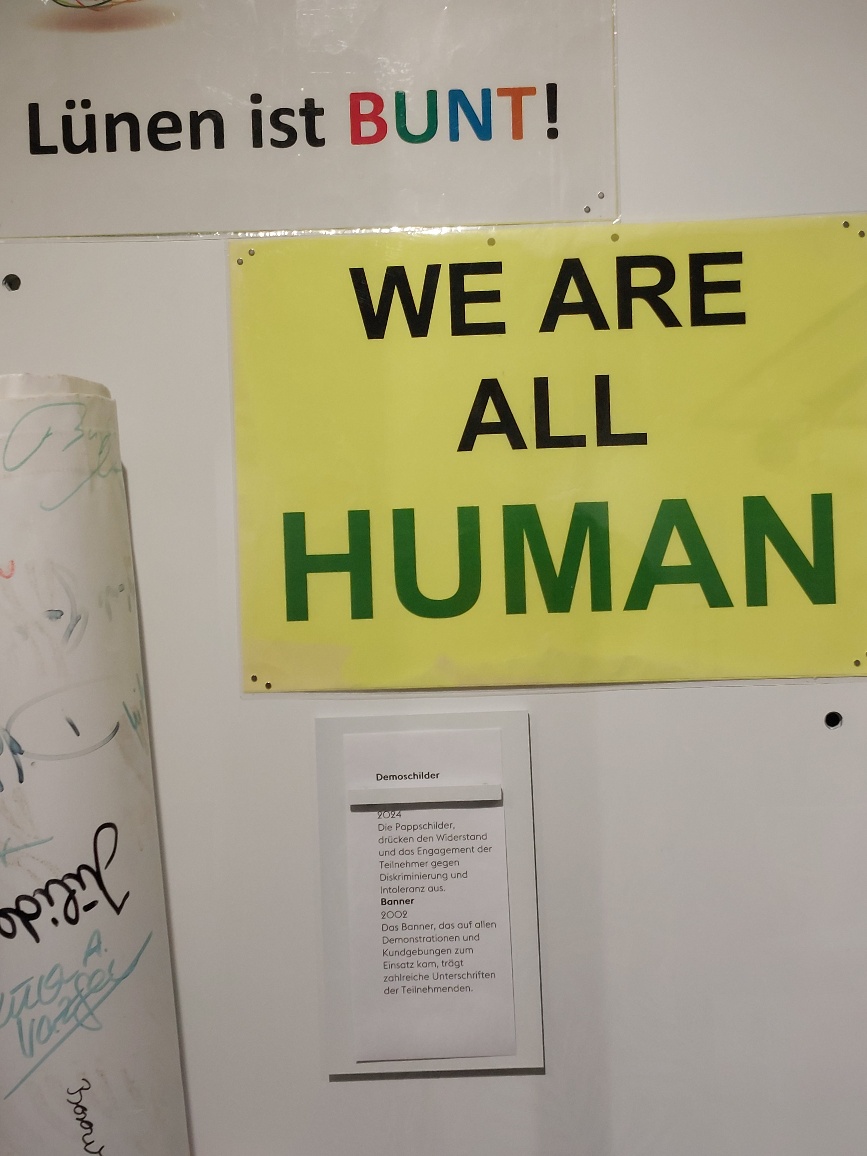 Lünen ist BUNT!
WE ARE
ALL
HUMAN
Demoschilder
2024
Die Pappschilder,
drücken den Widerstand
und das Engagement der
Teilnehmer gegen
Diskriminierung und
Intoleranz aus.
Banner
2002
Das Banner, das auf allen
Demonstrationen und
Kundgebungen zum
Einsatz kam, trägt
zahlreiche Unterschriften
der Teilnehmenden.